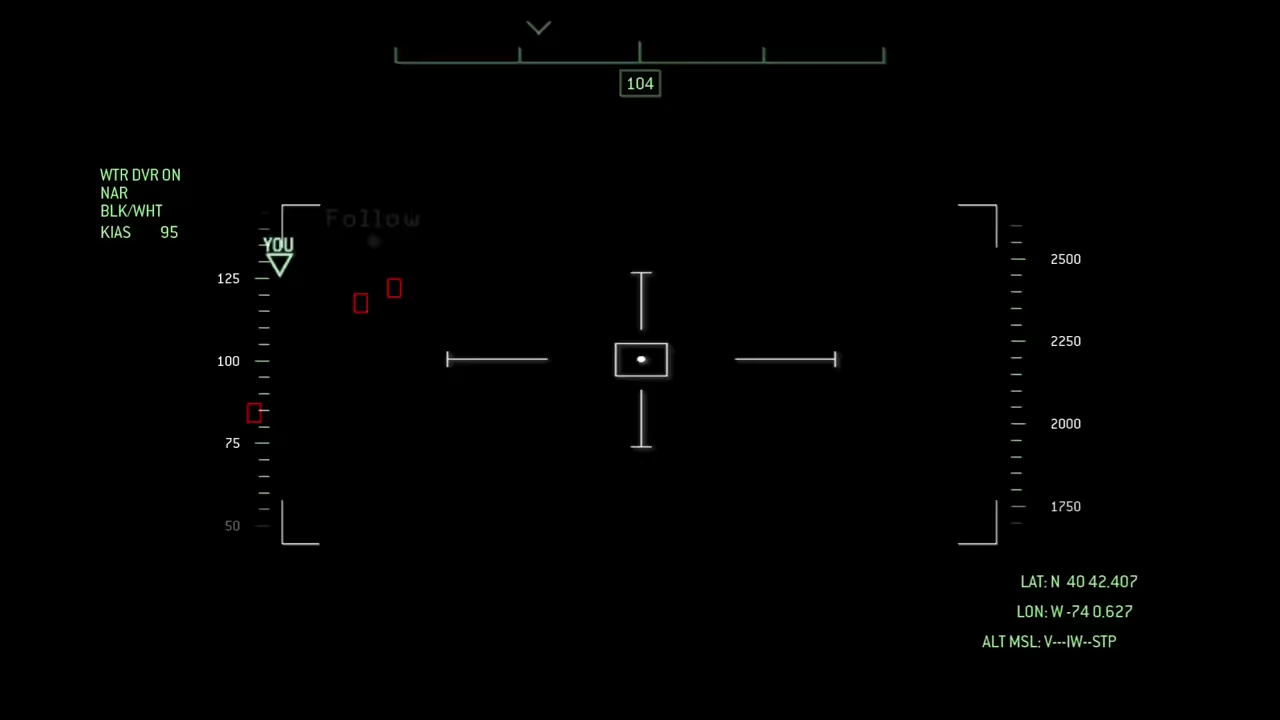 104
WTR DVR ON
NAR
BLK/WHT
KIAS 95
Follow
YOU
125
100
75
50
2500
2250
2000
1750
LAT: N 40 42.407
LON: W -74 0.627
ALT MSL: V---IW--STP